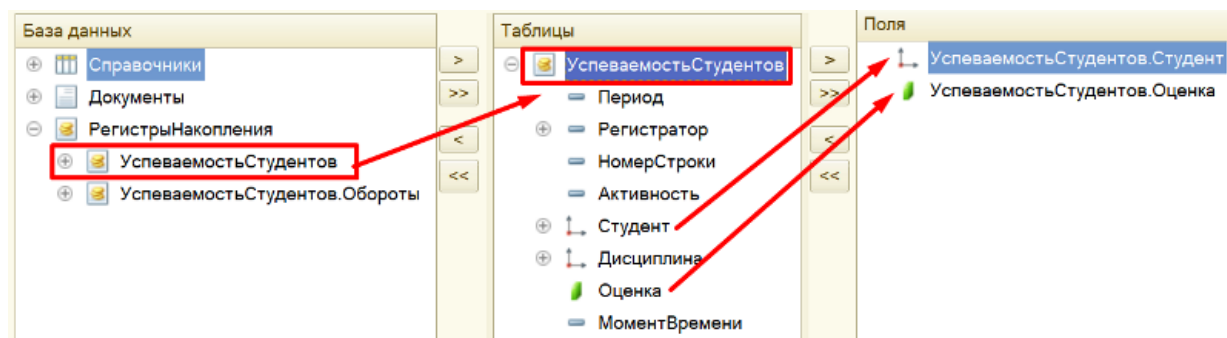 База данных
Справочники
Документы
РегистрыНакопления
УспеваемостьСтудентов
УспеваемостьСтудентов.Обороты
>
>>
<
<<
Таблицы
УспеваемостьСтудентов
Период
Регистратор
НомерСтроки
Активность
Студент
Дисциплина
Оценка
МоментВремени
>
>>
<
<<
Поля
УспеваемостьСтудентов.Студент
УспеваемостьСтудентов.Оценка